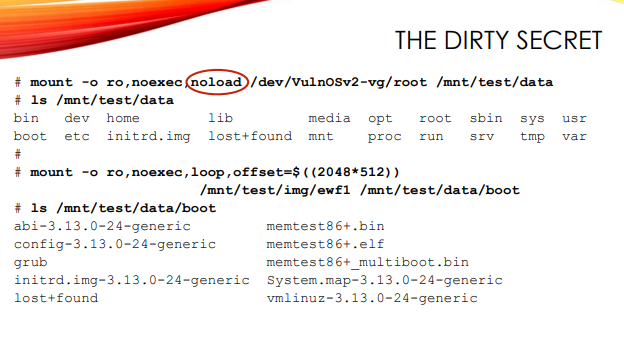 THE DIRTY SECRET
# mount -o ro,noexec,noload /dev/VulnOSv2-vg/root /mnt/test/data
# ls /mnt/test/data
bin dev home lib media opt root sbin sys usr
boot etc initrd.img lost+found mnt proc run srv tmp var
#
# mount -o ro,noexec,loop,offset=$((2048*512))
/mnt/test/img/ewf1 /mnt/test/data/boot
# ls /mnt/test/data/boot
abi-3.13.0-24-generic memtest86+.bin
config-3.13.0-24-generic memtest86+.elf
grub memtest86+_multiboot.bin
initrd.img-3.13.0-24-generic System.map-3.13.0-24-generic
lost+found vmlinuz-3.13.0-24-generic